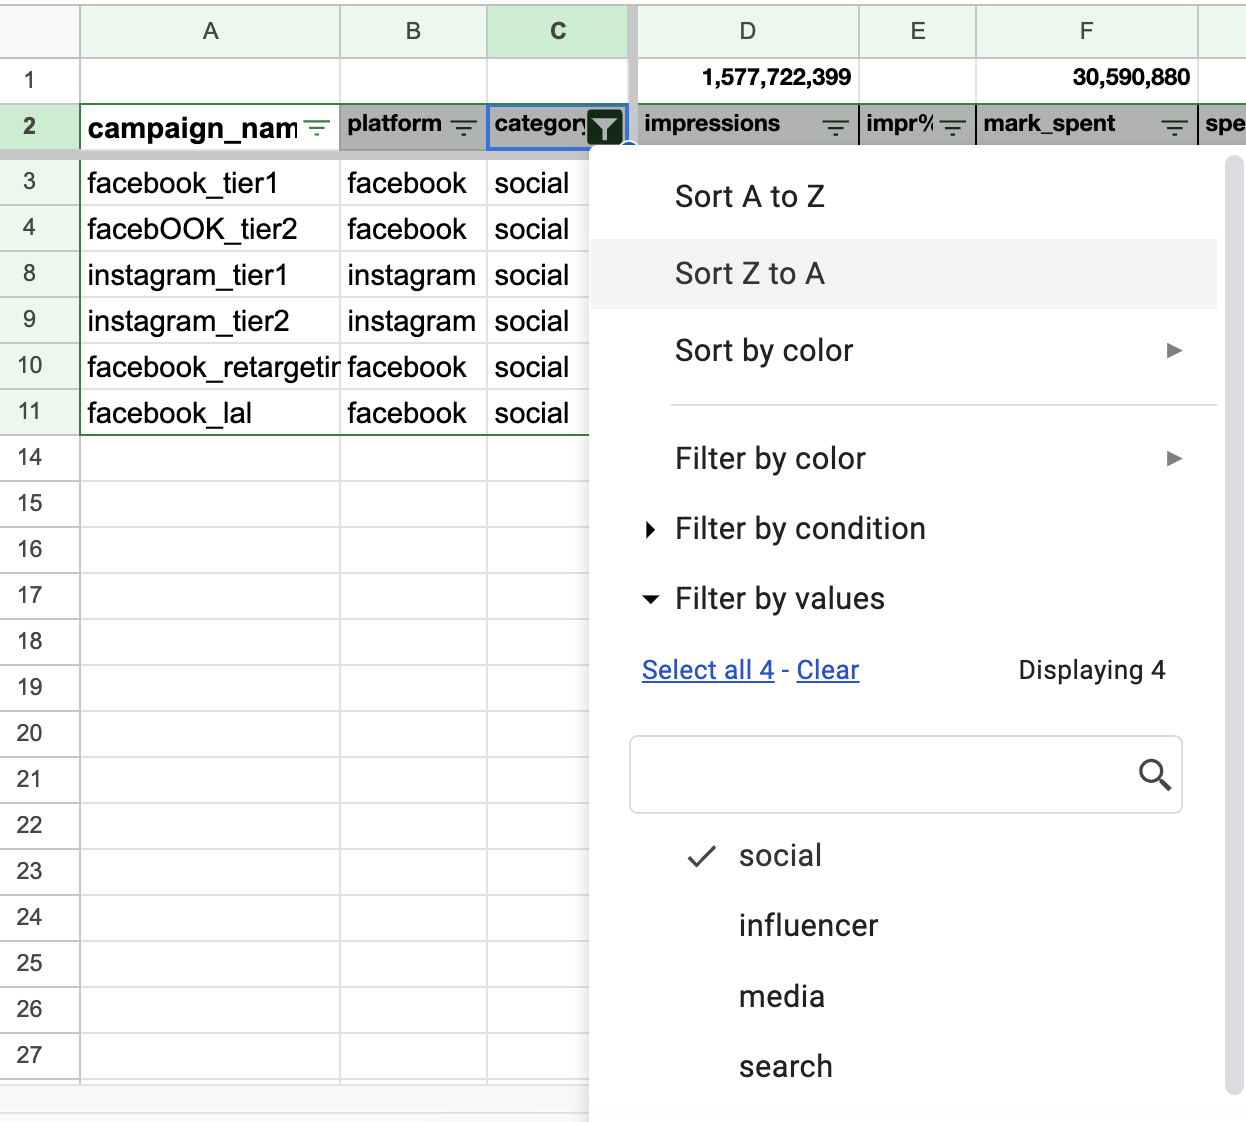 A B C D E F
1 1,577,722,399 30,590,880
2 campaign_nam platform category impressions impr% mark_spent spe
3 facebook_tier1 facebook social
4 facebOOK_tier2 facebook social
8 instagram_tier1 instagram social
9 instagram_tier2 instagram social
10 facebook_retargetin facebook social
11 facebook_lal facebook social
14
15
16
17
18
19
20
21
22
23
24
25
26
27
Sort A to Z
Sort Z to A
Sort by color
Filter by color
Filter by condition
Filter by values
Select all 4 - Clear Displaying 4
social
influencer
media
search